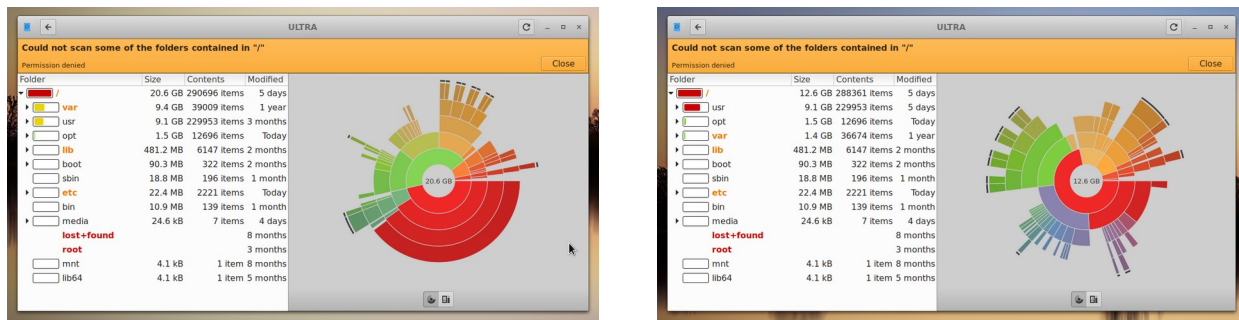 ULTRA
Could not scan some of the folders contained in "/"
Permission denied
Close
Folder Size Contents Modified
/ 20.6 GB 290696 items 5 days
var 9.4 GB 39009 items 1 year
usr 9.1 GB 229953 items 3 months
opt 1.5 GB 12696 items Today
lib 481.2 MB 6147 items 2 months
boot 90.3 MB 322 items 2 months
sbin 18.8 MB 196 items 1 month
etc 22.4 MB 2221 items Today
bin 10.9 MB 139 items 1 month
media 24.6 kB 7 items 4 days
lost+found 8 months
root 3 months
mnt 4.1 kB 1 item 8 months
lib64 4.1 kB 1 item 5 months
20.6 GB
ULTRA
Could not scan some of the folders contained in "/"
Permission denied
Close
Folder Size Contents Modified
/ 12.6 GB 288361 items 5 days
usr 9.1 GB 229953 items 5 days
opt 1.5 GB 12696 items Today
var 1.4 GB 36674 items 1 year
lib 481.2 MB 6147 items 2 months
boot 90.3 MB 322 items 2 months
sbin 18.8 MB 196 items 1 month
etc 22.4 MB 2221 items Today
bin 10.9 MB 139 items 1 month
media 24.6 kB 7 items 4 days
lost+found 8 months
root 3 months
mnt 4.1 kB 1 item 8 months
lib64 4.1 kB 1 item 5 months
12.6 GB